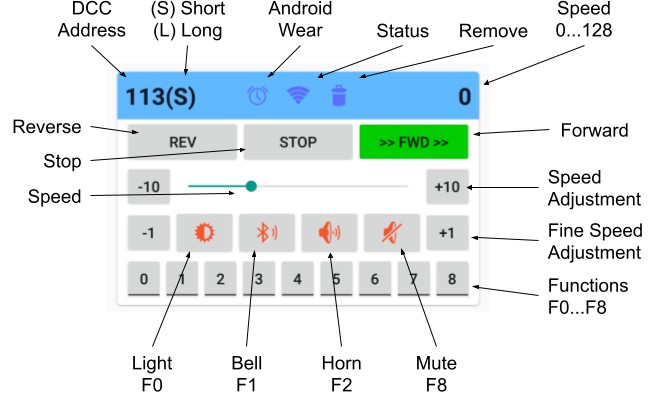 DCC
Address
(S) Short
(L) Long
Android
Wear
Status
Remove
Speed
0...128
113(S)
0
Reverse
REV
STOP
>> FWD >>
Forward
Stop
Speed
-10
+10
Speed
Adjustment
-1
+1
Fine Speed
Adjustment
0 1 2 3 4 5 6 7 8
Functions
F0...F8
Light
F0
Bell
F1
Horn
F2
Mute
F8